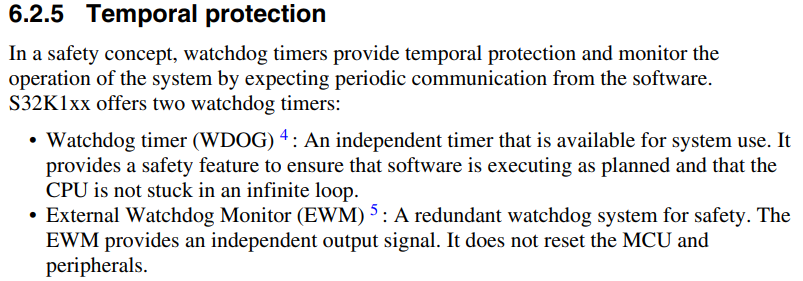 6.2.5 Temporal protection
In a safety concept, watchdog timers provide temporal protection and monitor the
operation of the system by expecting periodic communication from the software.
S32K1xx offers two watchdog timers:
• Watchdog timer (WDOG) 4 : An independent timer that is available for system use. It
provides a safety feature to ensure that software is executing as planned and that the
CPU is not stuck in an infinite loop.
• External Watchdog Monitor (EWM) 5 : A redundant watchdog system for safety. The
EWM provides an independent output signal. It does not reset the MCU and
peripherals.